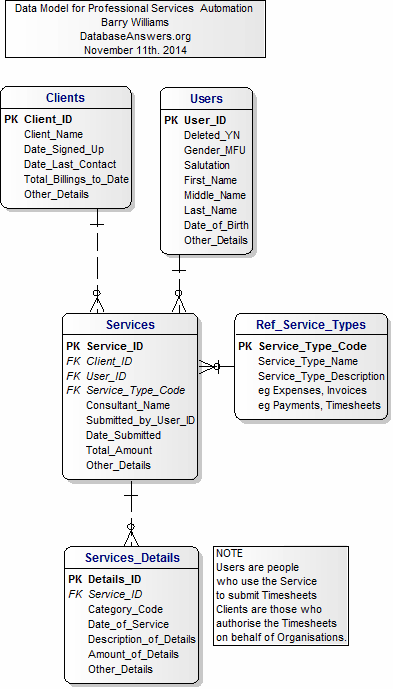 Data Model for Professional Services Automation
Barry Williams
DatabaseAnswers.org
November 11th. 2014
Clients
PK Client_ID
Client_Name
Date_Signed_Up
Date_Last_Contact
Total_Billings_to_Date
Other_Details
Users
PK User_ID
Deleted_YN
Gender_MFU
Salutation
First_Name
Middle_Name
Last_Name
Date_of_Birth
Other_Details
Services
PK Service_ID
FK Client_ID
FK User_ID
FK Service_Type_Code
Consultant_Name
Submitted_by_User_ID
Date_Submitted
Total_Amount
Other_Details
Ref_Service_Types
PK Service_Type_Code
Service_Type_Name
Service_Type_Description
eg Expenses, Invoices
eg Payments, Timesheets
Services_Details
PK Details_ID
FK Service_ID
Category_Code
Date_of_Service
Description_of_Details
Amount_of_Details
Other_Details
NOTE
Users are people
who use the Service
to submit Timesheets
Clients are those who
authorise the Timesheets
on behalf of Organisations.